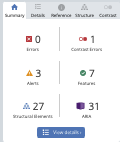 Summary Details Reference Structure Contrast
0 1
Errors Contrast Errors
3 7
Alerts Features
27 31
Structural Elements ARIA
View details ›